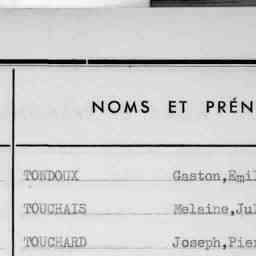 NOMS ET PRÉN
TONDOUX Gaston,Emil
TOUCHAIS Melaine,Jul
TOUCHARD Joseph,Pier